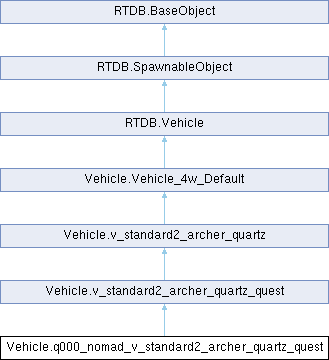 RTDB.BaseObject
RTDB.SpawnableObject
RTDB.Vehicle
Vehicle.Vehicle_4w_Default
Vehicle.v_standard2_archer_quartz
Vehicle.v_standard2_archer_quartz_quest
Vehicle.q000_nomad_v_standard2_archer_quartz_quest